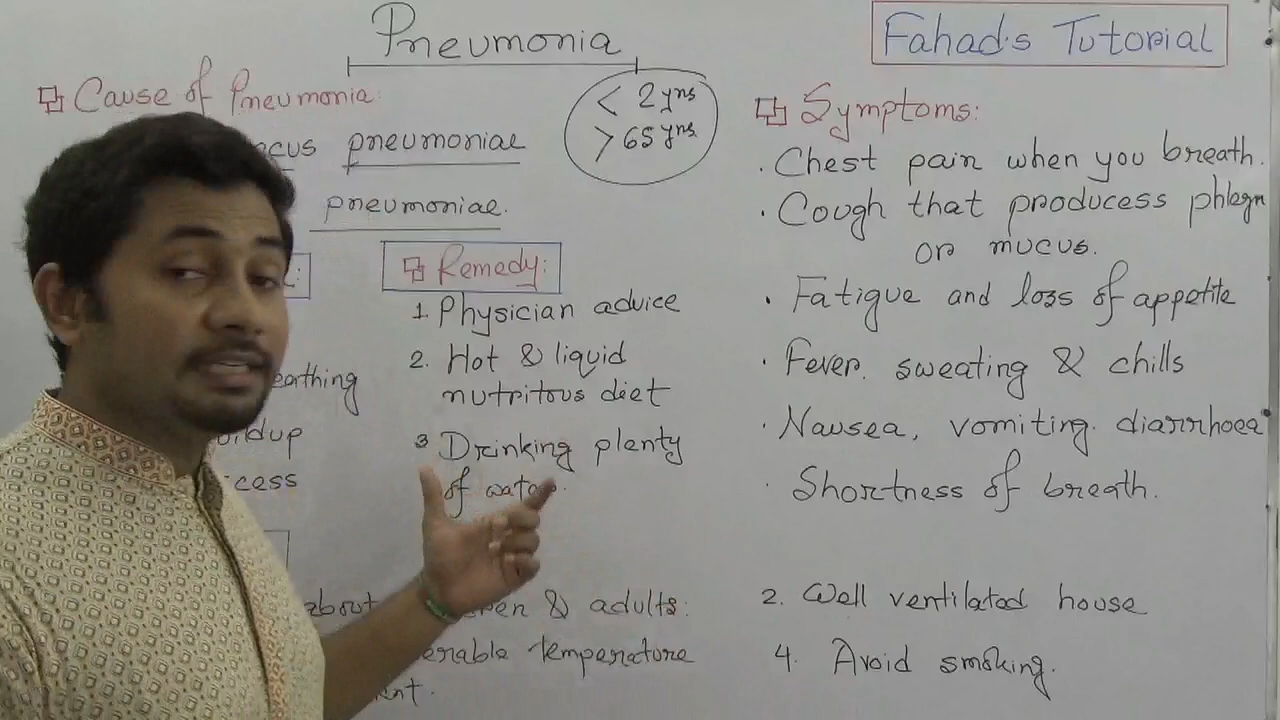 Pneumonia
Fahad's Tutorial
Cause of Pneumonia:
pneumoniae
pneumoniae.
< 2 yrs
> 65 yrs
Remedy:
1. Physician advice
2. Hot & liquid
nutritous diet
3 Drinking plenty
of water.
Symptoms:
. Chest pain when you breath.
. Cough that producess phlegm
or mucus.
. Fatigue and loss of appetite
. Fever. sweating & chills
. Nausea, vomiting. diarrhoea
. Shortness of breath.
about & adults:
temperature
2. Well ventilated house
4. Avoid smoking.